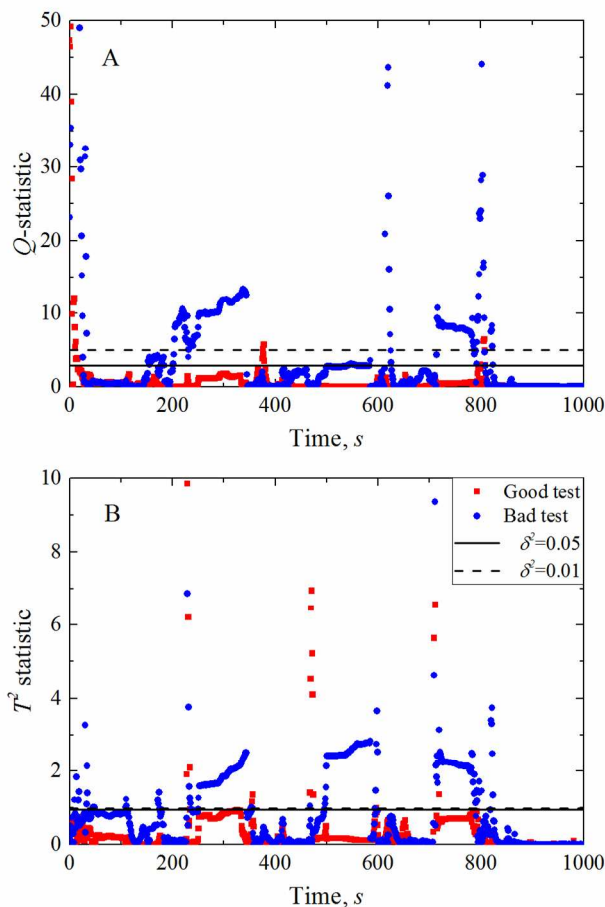 50
A
40
30
20
10
0
Q-statistic
0 200 400 600 800 1000
Time, s
10
B
8
6
4
2
0
T² statistic
Good test
Bad test
δ²=0.05
δ²=0.01
0 200 400 600 800 1000
Time, s